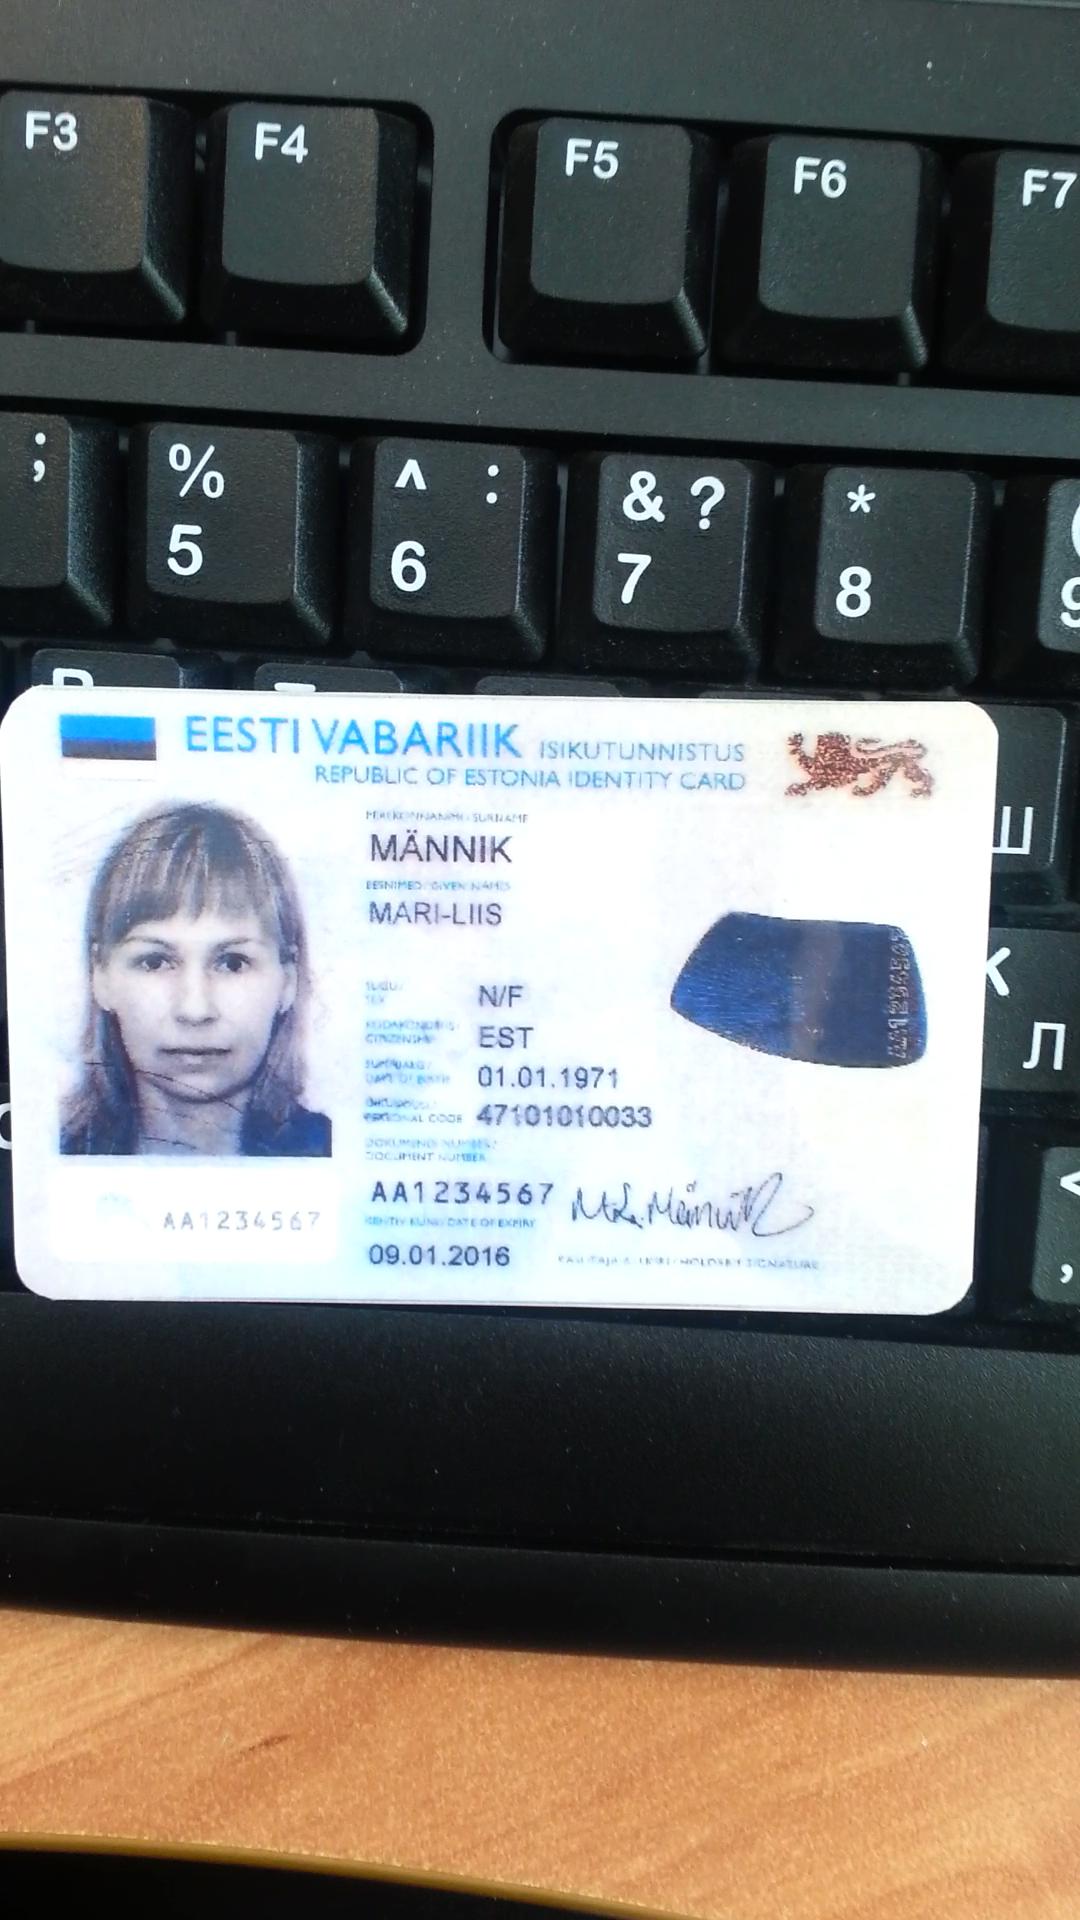 F3 F4 F5 F6 F7
; % ^ : & ? * (
5 6 7 8 9
EESTI VABARIIK ISIKUTUNNISTUS
REPUBLIC OF ESTONIA IDENTITY CARD
PEREKONNANIMI / SURNAME
MÄNNIK
EESNIMED / GIVEN NAMES
MARI-LIIS
SUGU /
SEX
N/F
KODAKONDSUS /
CITIZENSHIP
EST
SÜNNIAEG /
DATE OF BIRTH
01.01.1971
ISIKUKOOD /
PERSONAL CODE
47101010033
DOKUMENDI NUMBER /
DOCUMENT NUMBER
AA1234567
AA1234567
AA1234567
KEHTIV KUNI / DATE OF EXPIRY
09.01.2016
KASUTAJA ALLKIRI / HOLDER'S SIGNATURE
M-L. Männik
Ш
К
Л
<
,